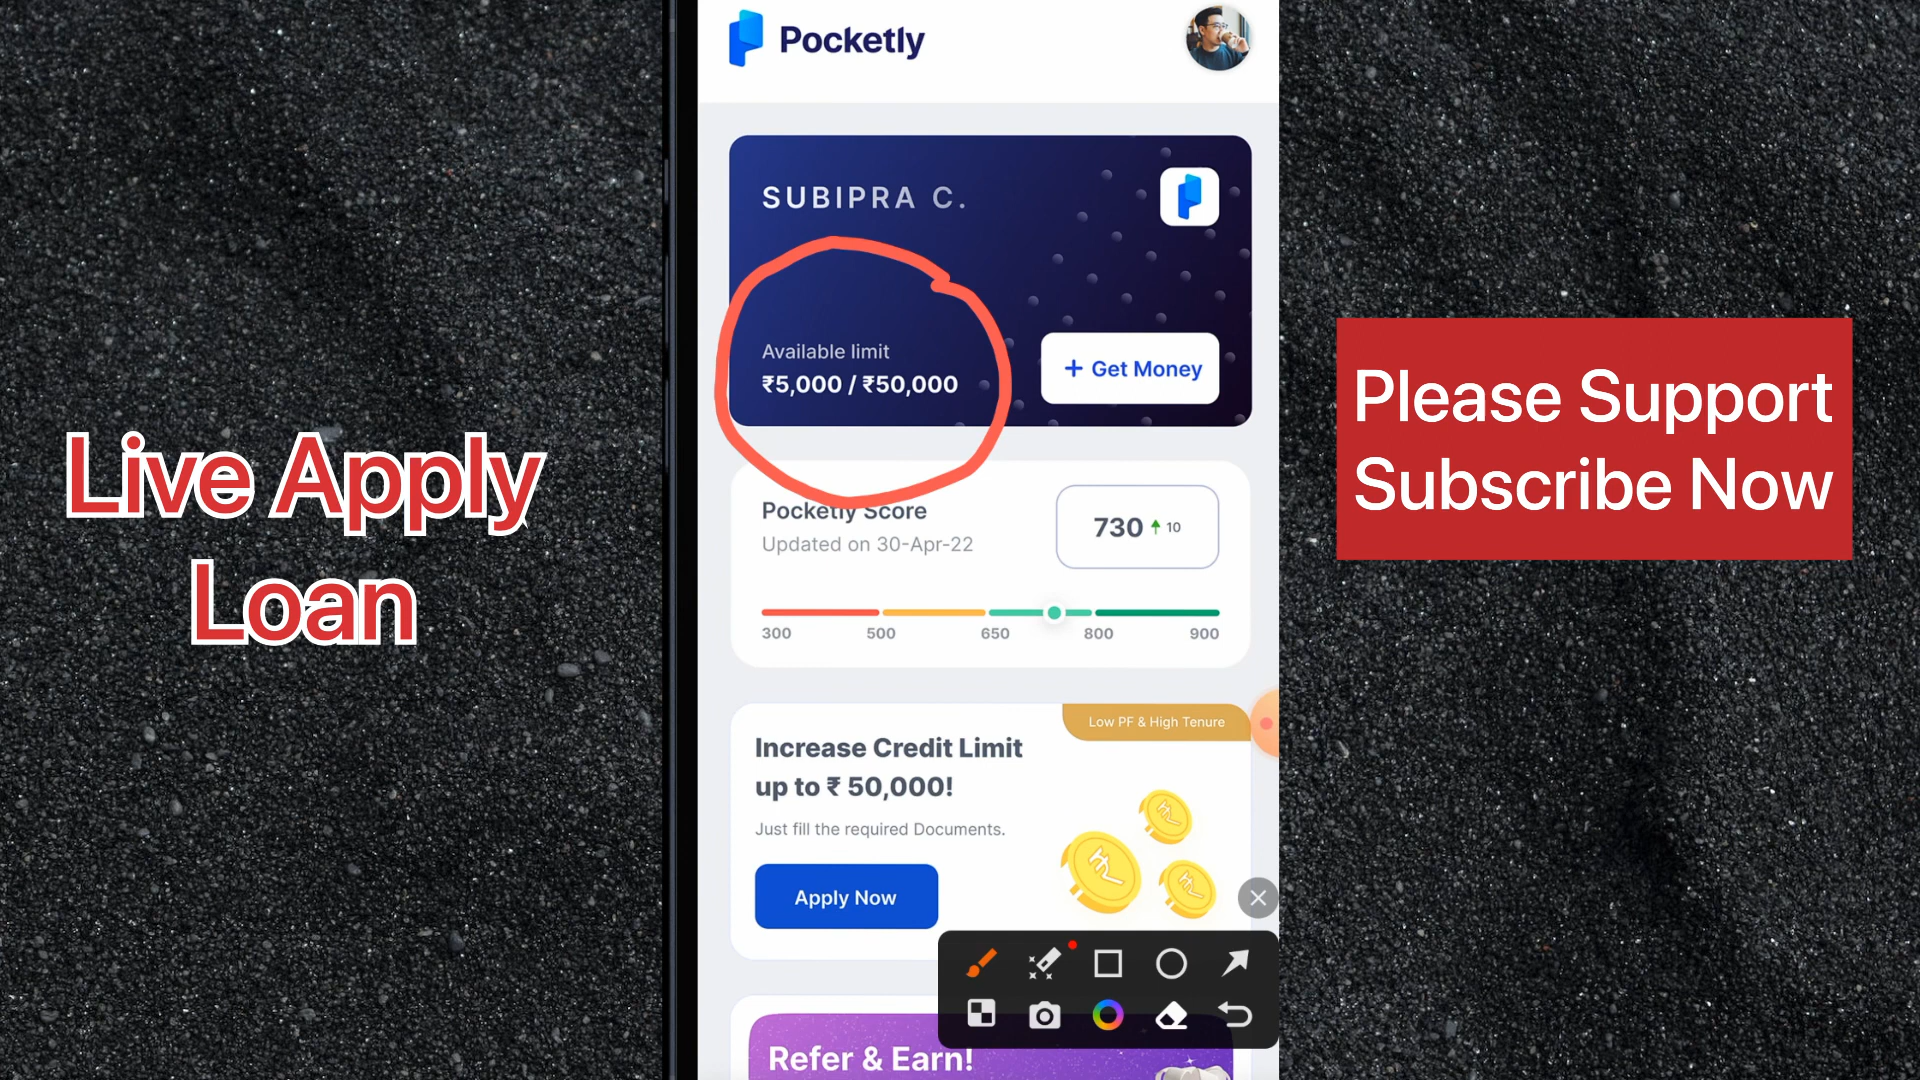 Pocketly
SUBIPRA C.
Available limit
₹5,000 / ₹50,000
+ Get Money
Live Apply
Loan
Please Support
Subscribe Now
Pocketly Score
Updated on 30-Apr-22
730 10
300 500 650 800 900
Low PF & High Tenure
Increase Credit Limit
up to ₹ 50,000!
Just fill the required Documents.
Apply Now
Refer & Earn!